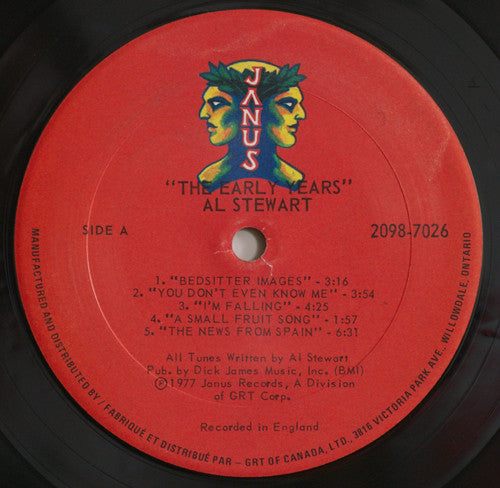 JANUS
"THE EARLY YEARS"
AL STEWART
SIDE A
2098-7026
1. "BEDSITTER IMAGES" - 3:16
2. "YOU DON'T EVEN KNOW ME" - 3:54
3. "I'M FALLING" - 4:25
4. "A SMALL FRUIT SONG" - 1:57
5. "THE NEWS FROM SPAIN" - 6:31
All Tunes Written by Al Stewart
Pub. by Dick James Music, Inc. (BMI)
℗1977 Janus Records, A Division
of GRT Corp.
Recorded in England
MANUFACTURED AND DISTRIBUTED BY / FABRIQUÉ ET DISTRIBUÉ PAR – GRT OF CANADA, LTD., 3816 VICTORIA PARK AVE., WILLOWDALE, ONTARIO